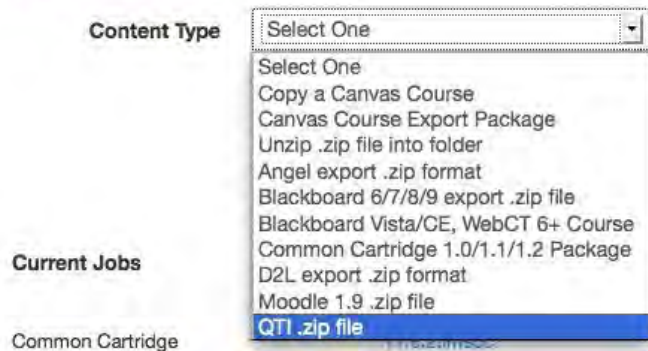 Content Type Select One
Select One
Copy a Canvas Course
Canvas Course Export Package
Unzip .zip file into folder
Angel export .zip format
Blackboard 6/7/8/9 export .zip file
Blackboard Vista/CE, WebCT 6+ Course
Common Cartridge 1.0/1.1/1.2 Package
Current Jobs
D2L export .zip format
Moodle 1.9 .zip file
QTI .zip file
Common Cartridge